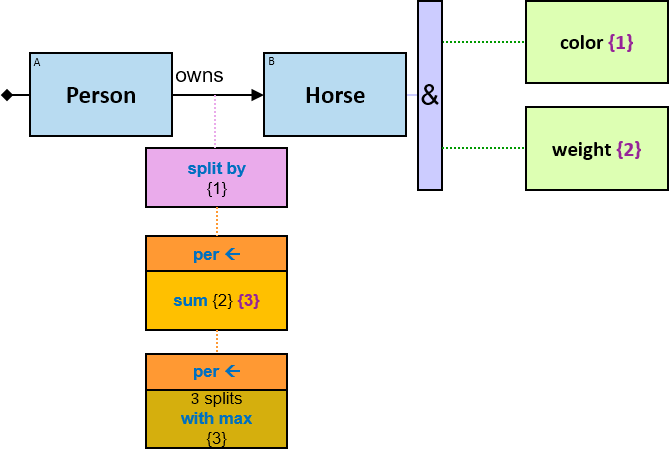 A
Person
owns
B
Horse
&
color {1}
weight {2}
split by
{1}
per ←
sum {2} {3}
per ←
3 splits
with max
{3}